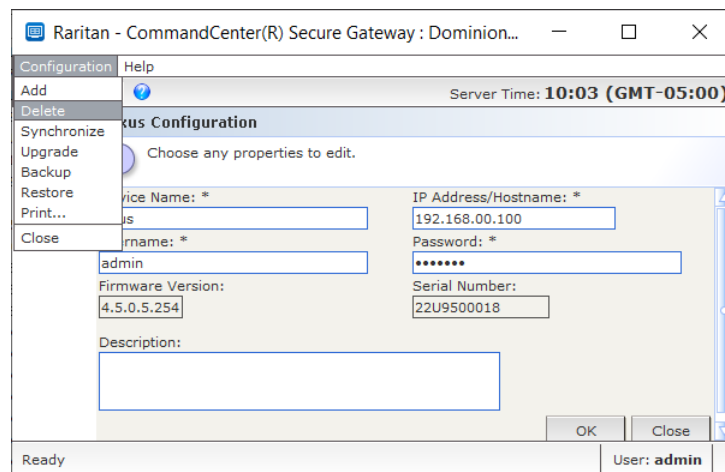 Raritan - CommandCenter(R) Secure Gateway : Dominion...
Configuration Help
Add
Server Time: 10:03 (GMT-05:00)
Delete
xus Configuration
Synchronize
Upgrade
Choose any properties to edit.
Backup
Restore
vice Name: *
IP Address/Hostname: *
Print...
us
192.168.00.100
Close
ername: *
Password: *
admin
•••••••
Firmware Version:
Serial Number:
4.5.0.5.254
22U9500018
Description:
OK
Close
Ready
User: admin